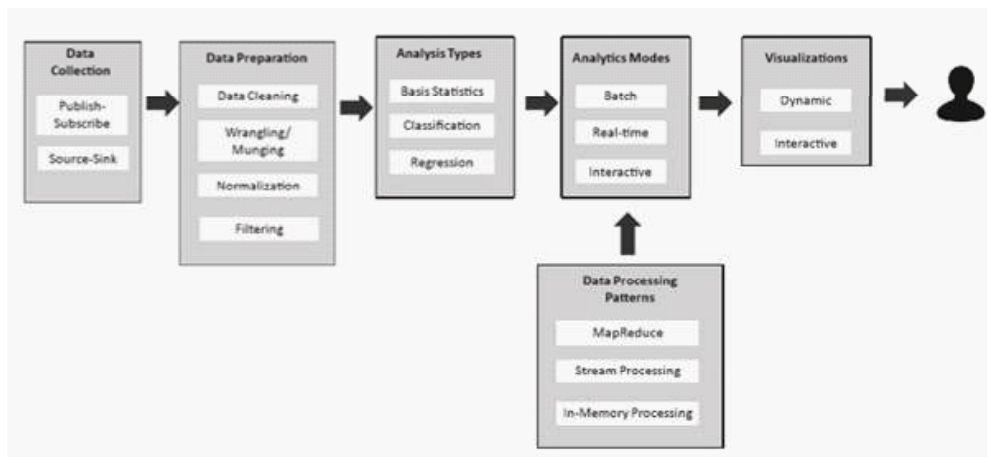 Data
Collection
Publish-
Subscribe
Source-Sink
Data Preparation
Data Cleaning
Wrangling/
Munging
Normalization
Filtering
Analysis Types
Basis Statistics
Classification
Regression
Analytics Modes
Batch
Real-time
Interactive
Visualizations
Dynamic
Interactive
Data Processing
Patterns
MapReduce
Stream Processing
In-Memory Processing